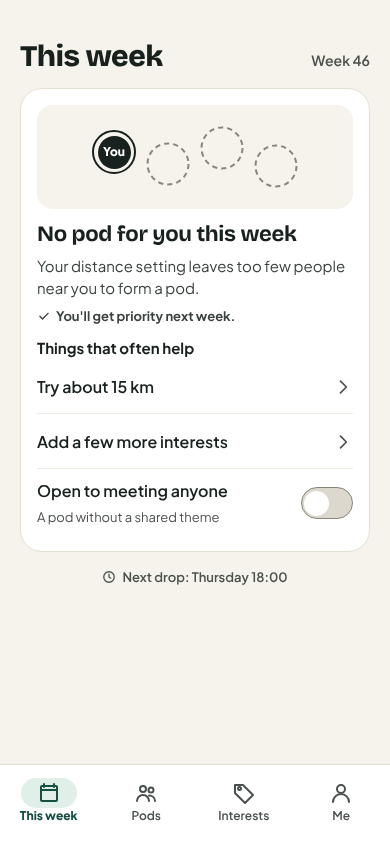 This week
Week 46
You
No pod for you this week
Your distance setting leaves too few people
near you to form a pod.
You'll get priority next week.
Things that often help
Try about 15 km
Add a few more interests
Open to meeting anyone
A pod without a shared theme
Next drop: Thursday 18:00
This week
Pods
Interests
Me